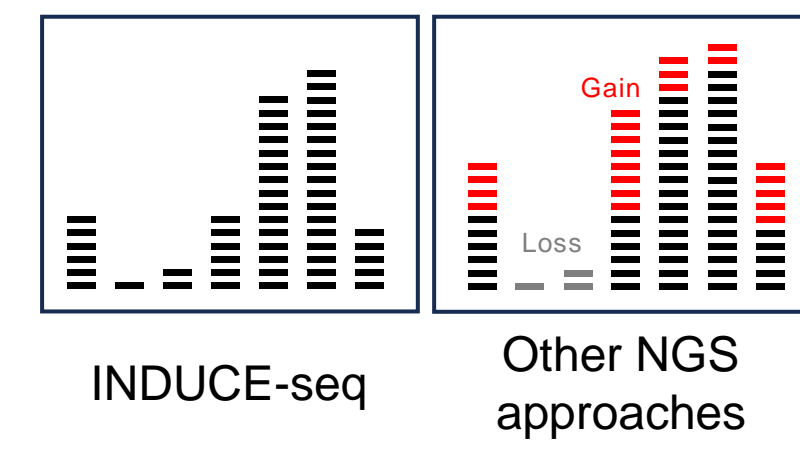 Gain
Loss
INDUCE-seq
Other NGS
approaches